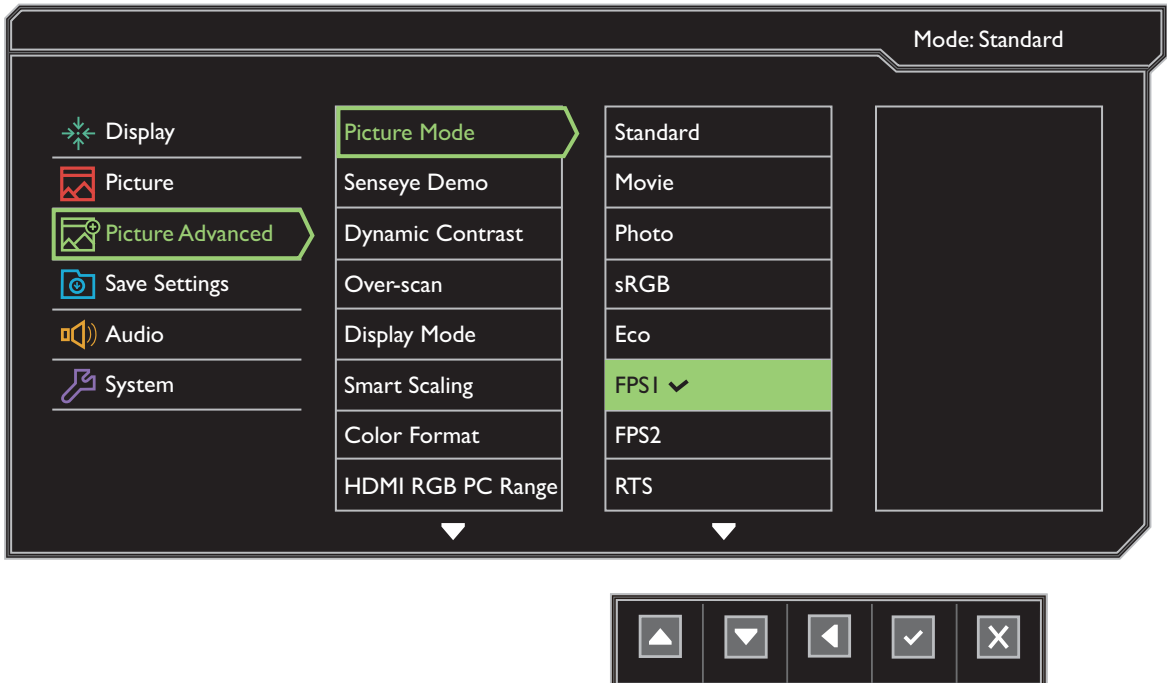 Mode: Standard
Display
Picture
Picture Advanced
Save Settings
Audio
System
Picture Mode
Senseye Demo
Dynamic Contrast
Over-scan
Display Mode
Smart Scaling
Color Format
HDMI RGB PC Range
Standard
Movie
Photo
sRGB
Eco
FPS1
FPS2
RTS